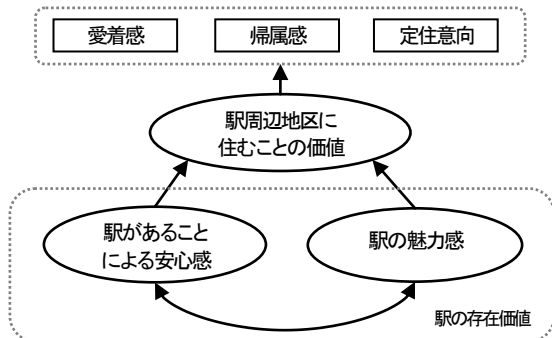 愛着感
帰属感
定住意向
駅周辺地区に
住むことの価値
駅があること
による安心感
駅の魅力感
駅の存在価値